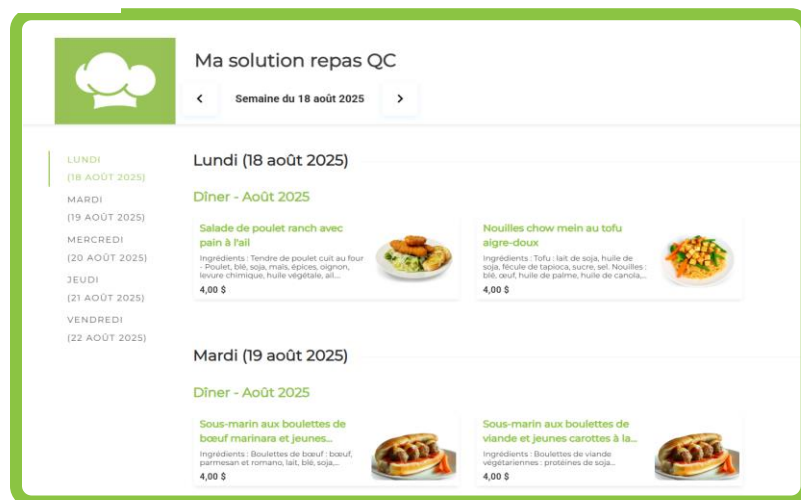 Ma solution repas QC
Semaine du 18 août 2025
LUNDI
(18 AOÛT 2025)
MARDI
(19 AOÛT 2025)
MERCREDI
(20 AOÛT 2025)
JEUDI
(21 AOÛT 2025)
VENDREDI
(22 AOÛT 2025)
Lundi (18 août 2025)
Dîner - Août 2025
Salade de poulet ranch avec
pain à l'ail
Ingrédients : Tendre de poulet cuit au four
- Poulet, blé, soja, maïs, épices, oignon,
levure chimique, huile végétale, ail...
4,00 $
Nouilles chow mein au tofu
aigre-doux
Ingrédients : Tofu : lait de soja, huile de
soja, fécule de tapioca, sucre, sel. Nouilles :
blé, œuf, huile de palme, huile de canola,...
4,00 $
Mardi (19 août 2025)
Dîner - Août 2025
Sous-marin aux boulettes de
bœuf marinara et jeunes...
Ingrédients : Boulettes de bœuf : bœuf,
parmesan et romano, lait, blé, soja,...
4,00 $
Sous-marin aux boulettes de
viande et jeunes carottes à la...
Ingrédients : Boulettes de viande
végétariennes : protéines de soja...
4,00 $